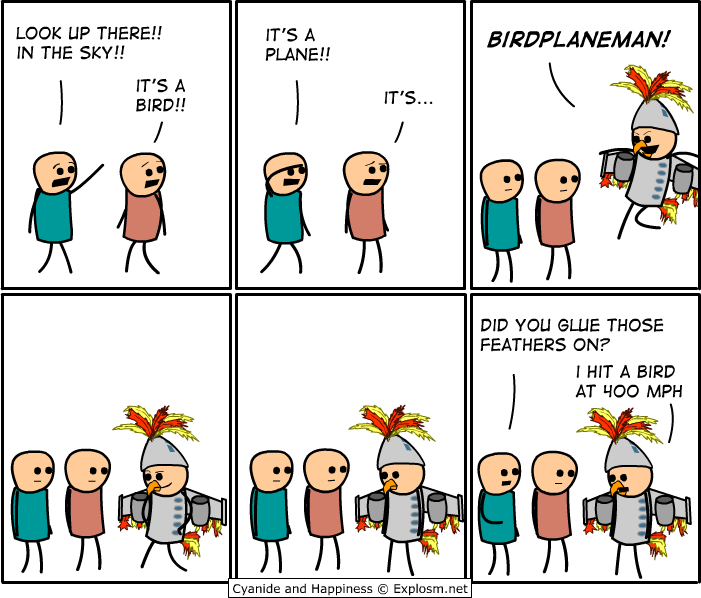 LOOK UP THERE!!
IN THE SKY!!
IT'S A
BIRD!!
IT'S A
PLANE!!
IT'S...
BIRDPLANEMAN!
DID YOU GLUE THOSE
FEATHERS ON?
I HIT A BIRD
AT 400 MPH
Cyanide and Happiness © Explosm.net